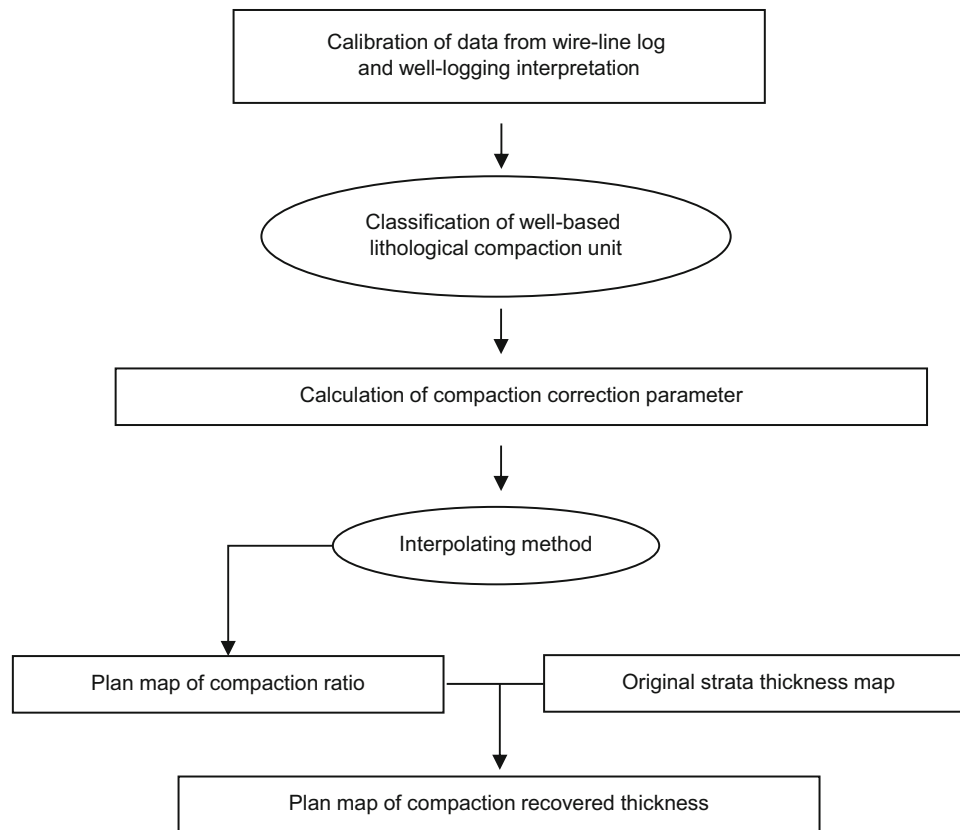 Calibration of data from wire-line log
and well-logging interpretation
Classification of well-based
lithological compaction unit
Calculation of compaction correction parameter
Interpolating method
Plan map of compaction ratio
Original strata thickness map
Plan map of compaction recovered thickness